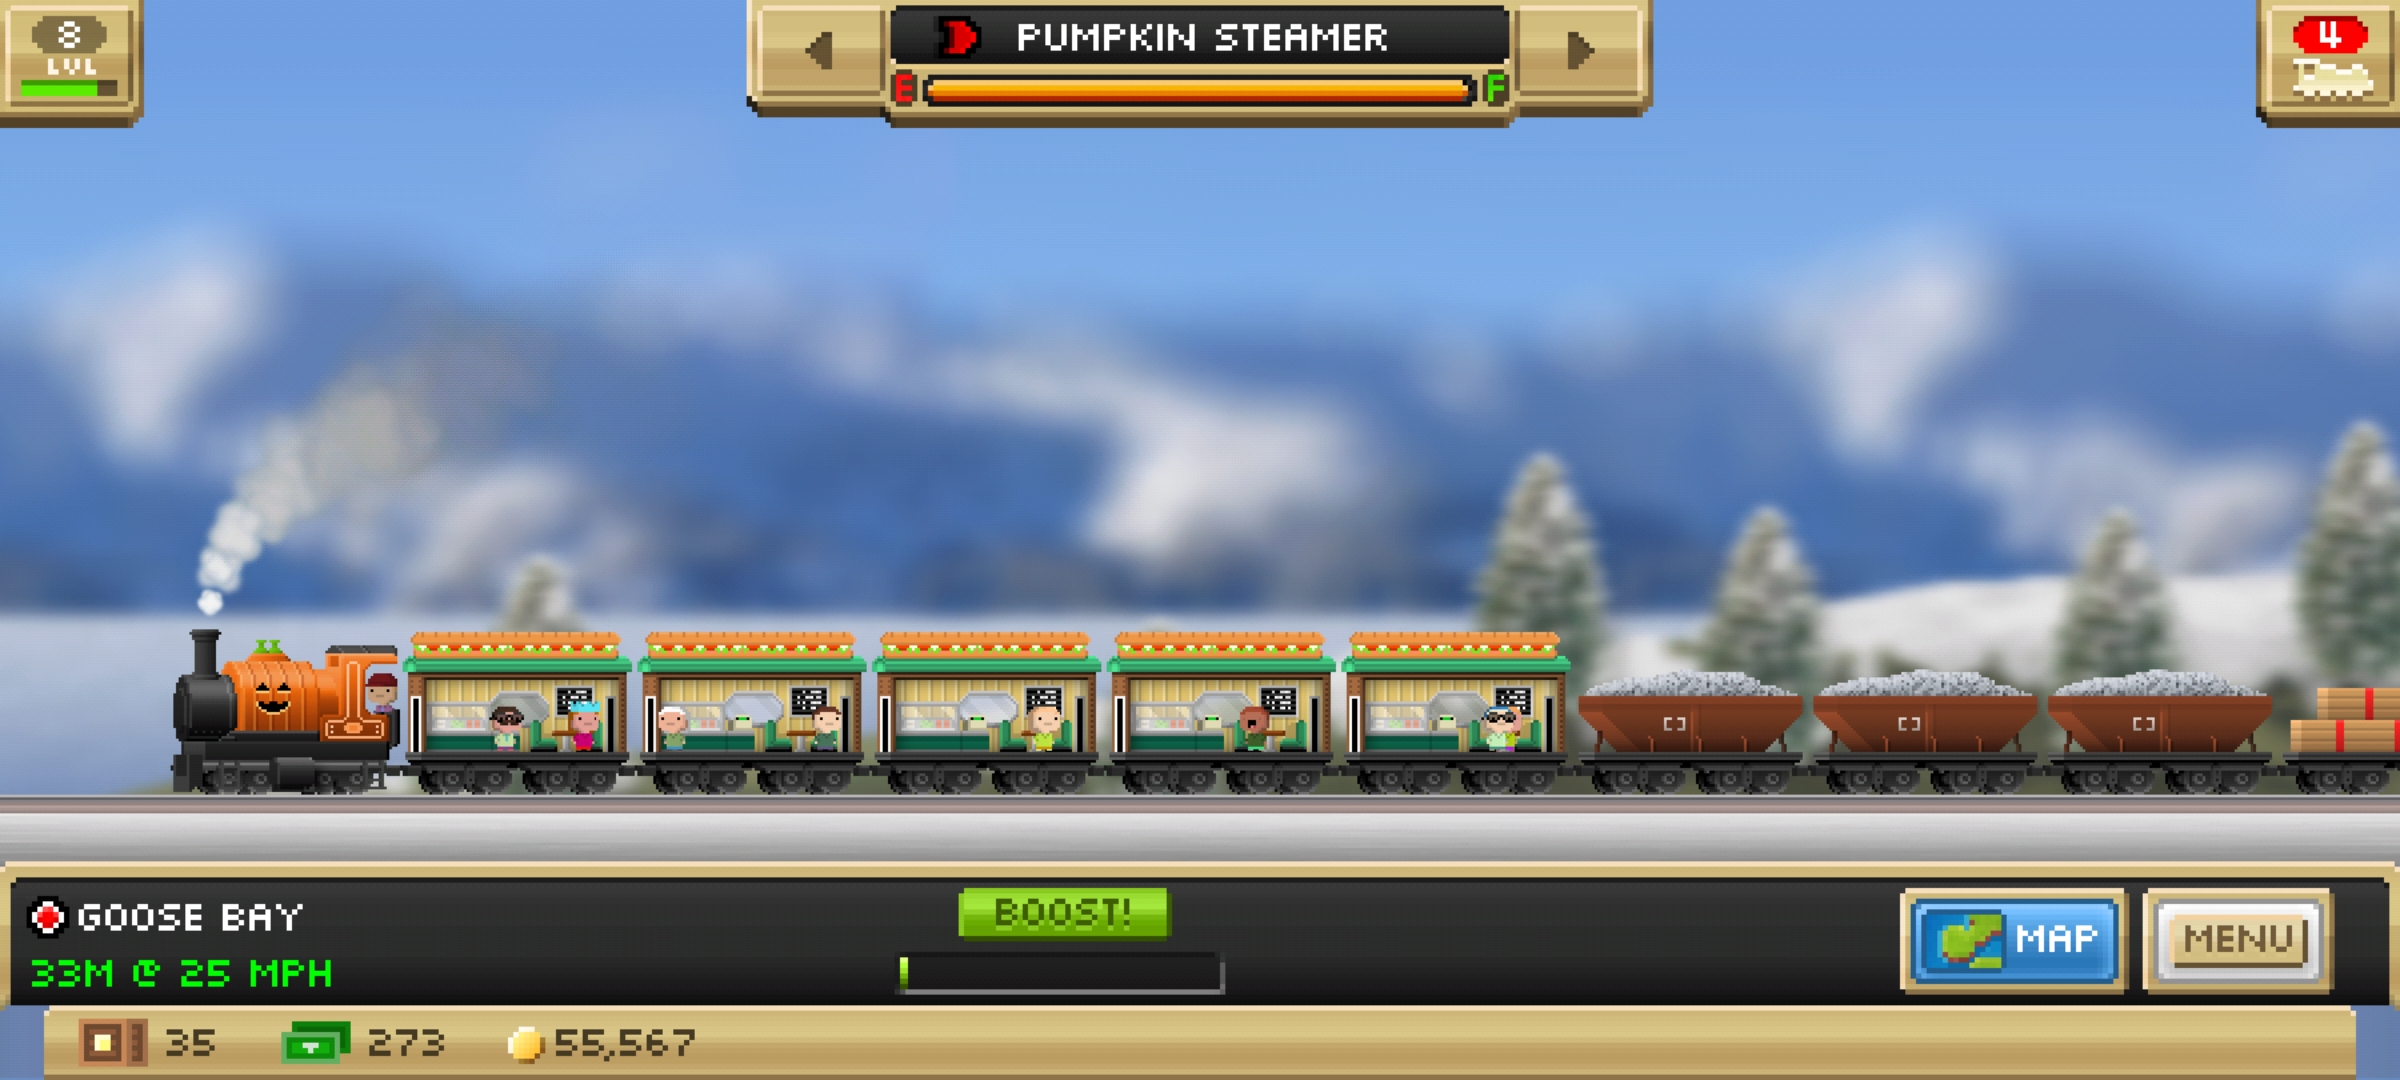 8
LVL
PUMPKIN STEAMER
E F
4
GOOSE BAY
33M @ 25 MPH
BOOST!
MAP
MENU
35
273
55,567